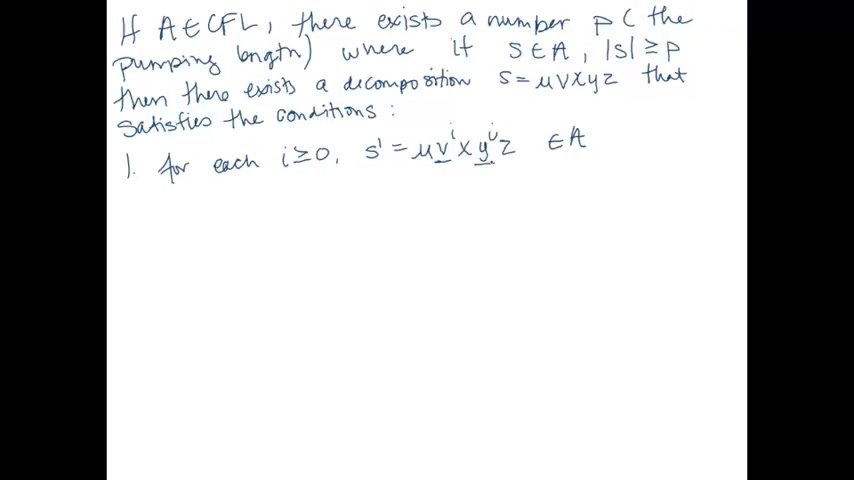 If A ∈ CFL, there exists a number p ( the
pumping length) where if S ∈ A, |s| ≥ p
then there exists a decomposition s = uvxyz that
satisfies the conditions :
1. for each i ≥ 0, s' = uvⁱxyⁱz ∈ A